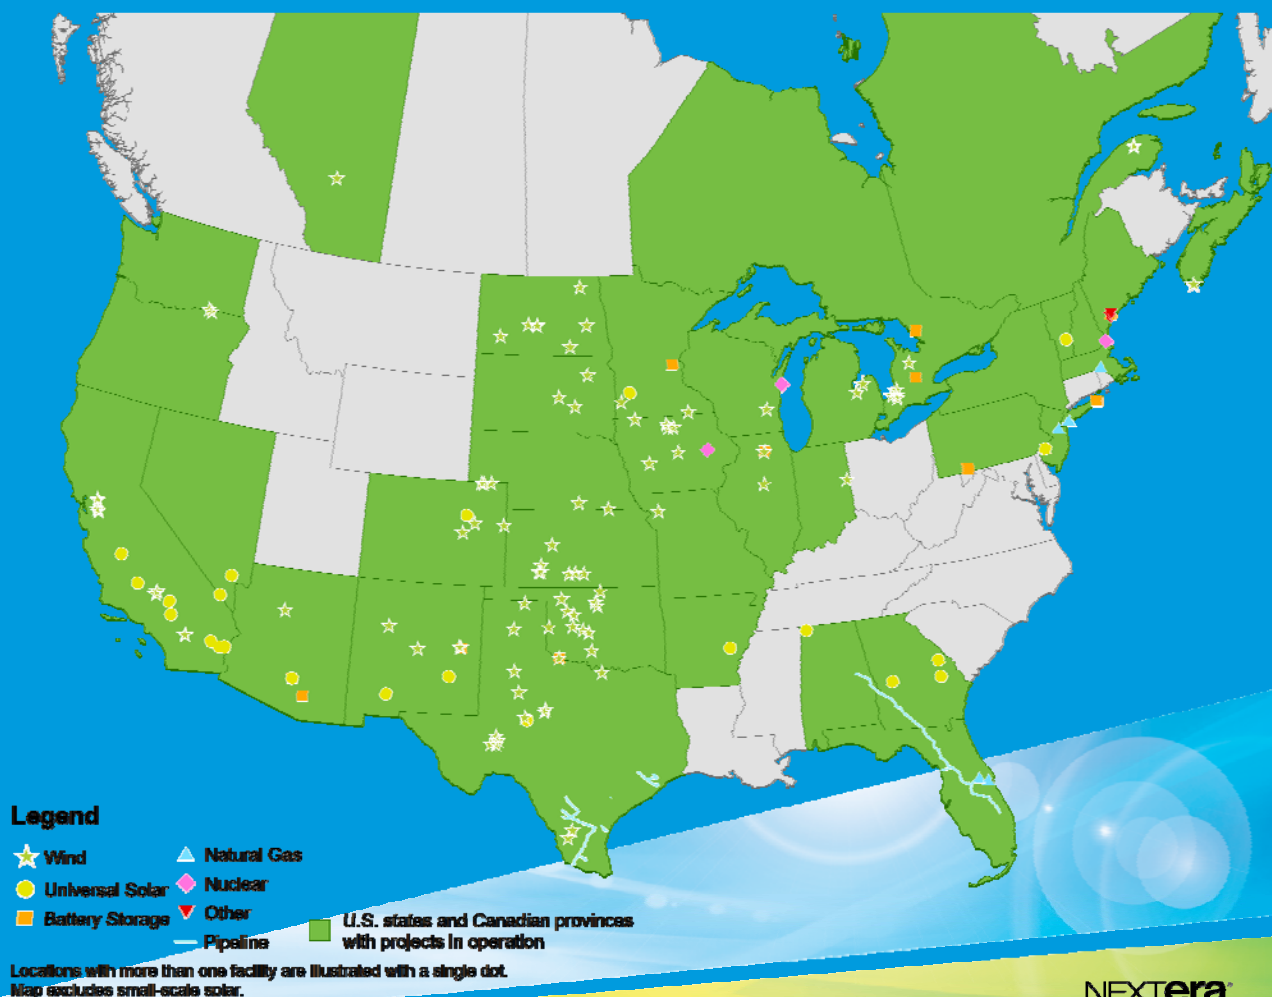 Legend
Wind
Universal Solar
Battery Storage
Natural Gas
Nuclear
Other
Pipeline
U.S. states and Canadian provinces
with projects in operation
Locations with more than one facility are illustrated with a single dot.
Map excludes small-scale solar.
NEXTera®